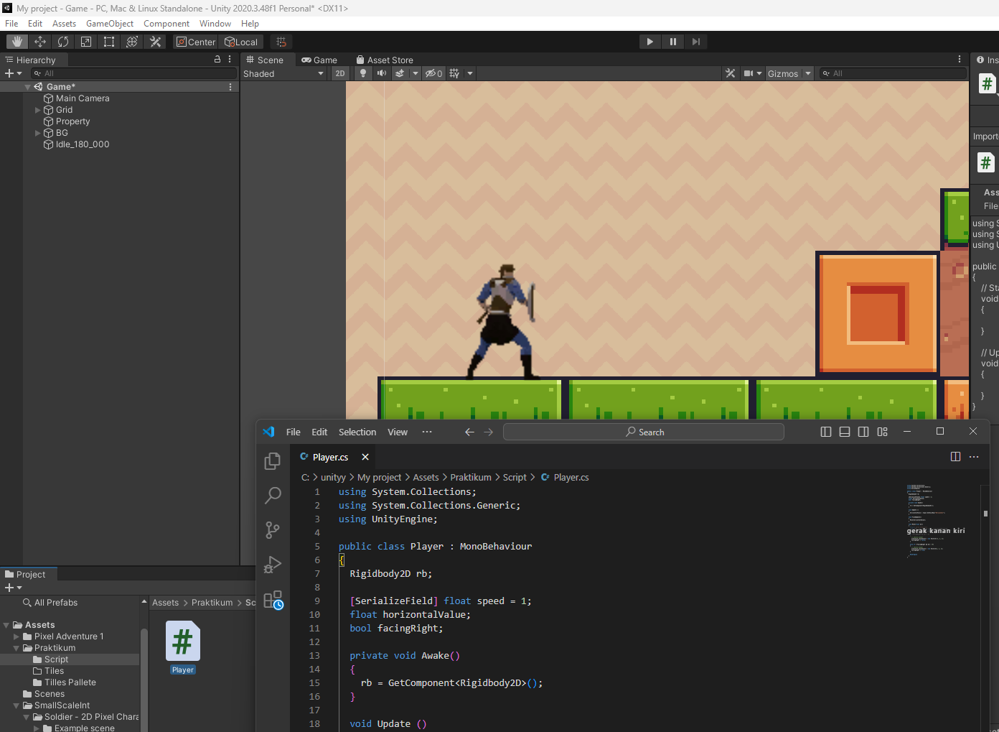 My project - Game - PC, Mac & Linux Standalone - Unity 2020.3.48f1 Personal* <DX11>
File Edit Assets GameObject Component Window Help
Center Local
Hierarchy
All
Game*
Main Camera
Grid
Property
BG
Idle_180_000
Scene Game Asset Store
Shaded 2D 0 Gizmos All
Ins
Import
Ass
File
using S
using S
using U
public
{
// Sta
void
{
}
// Up
void
{
}
}
File Edit Selection View ··· Search
Player.cs
C: > unityy > My project > Assets > Praktikum > Script > Player.cs
1 using System.Collections;
2 using System.Collections.Generic;
3 using UnityEngine;
4
5 public class Player : MonoBehaviour
6 {
7 Rigidbody2D rb;
8
9 [SerializeField] float speed = 1;
10 float horizontalValue;
11 bool facingRight;
12
13 private void Awake()
14 {
15 rb = GetComponent<Rigidbody2D>();
16 }
17
18 void Update ()
gerak kanan kiri
Project
All Prefabs
Assets
Pixel Adventure 1
Praktikum
Script
Tiles
Tilles Pallete
Scenes
SmallScaleInt
Soldier - 2D Pixel Chara
Example scene
Assets > Praktikum > Sc
Player